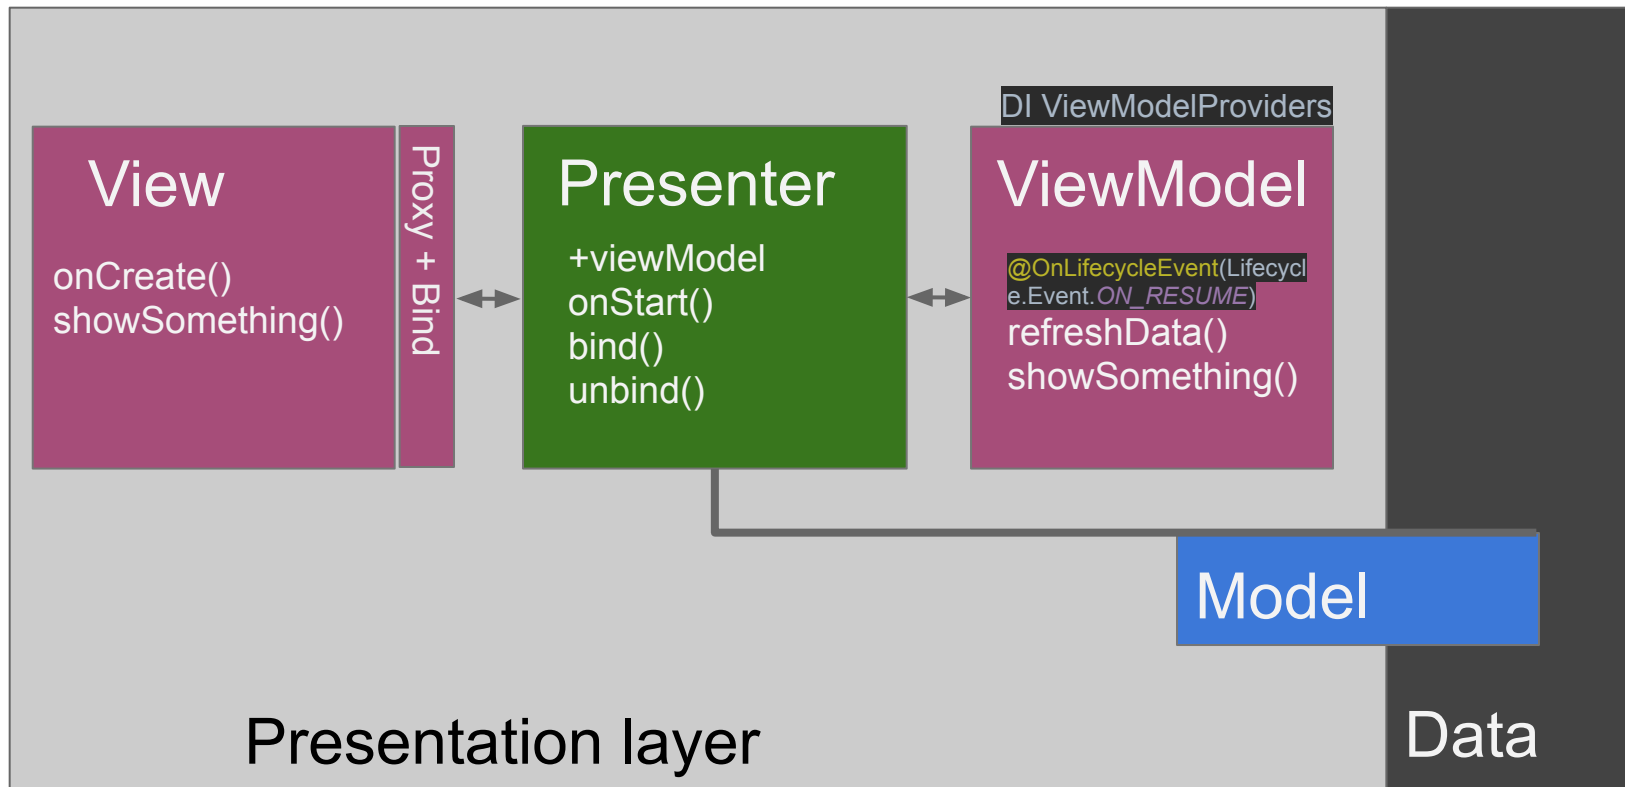 DI ViewModelProviders
View
onCreate()
showSomething()
Proxy + Bind
Presenter
+viewModel
onStart()
bind()
unbind()
ViewModel
@OnLifecycleEvent(Lifecycl
e.Event.ON_RESUME)
refreshData()
showSomething()
Model
Presentation layer
Data